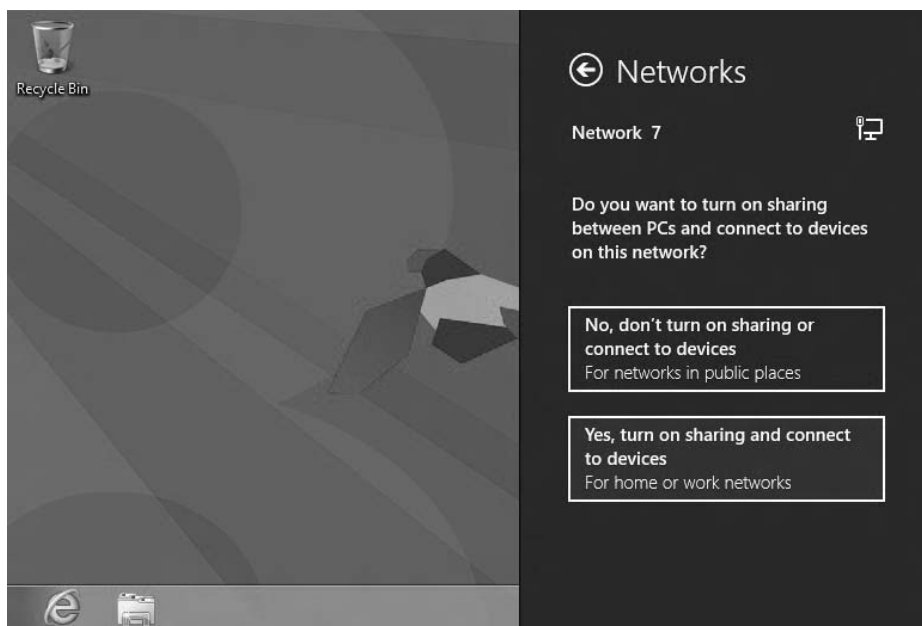 Recycle Bin
Networks
Network 7
Do you want to turn on sharing
between PCs and connect to devices
on this network?
No, don't turn on sharing or
connect to devices
For networks in public places
Yes, turn on sharing and connect
to devices
For home or work networks